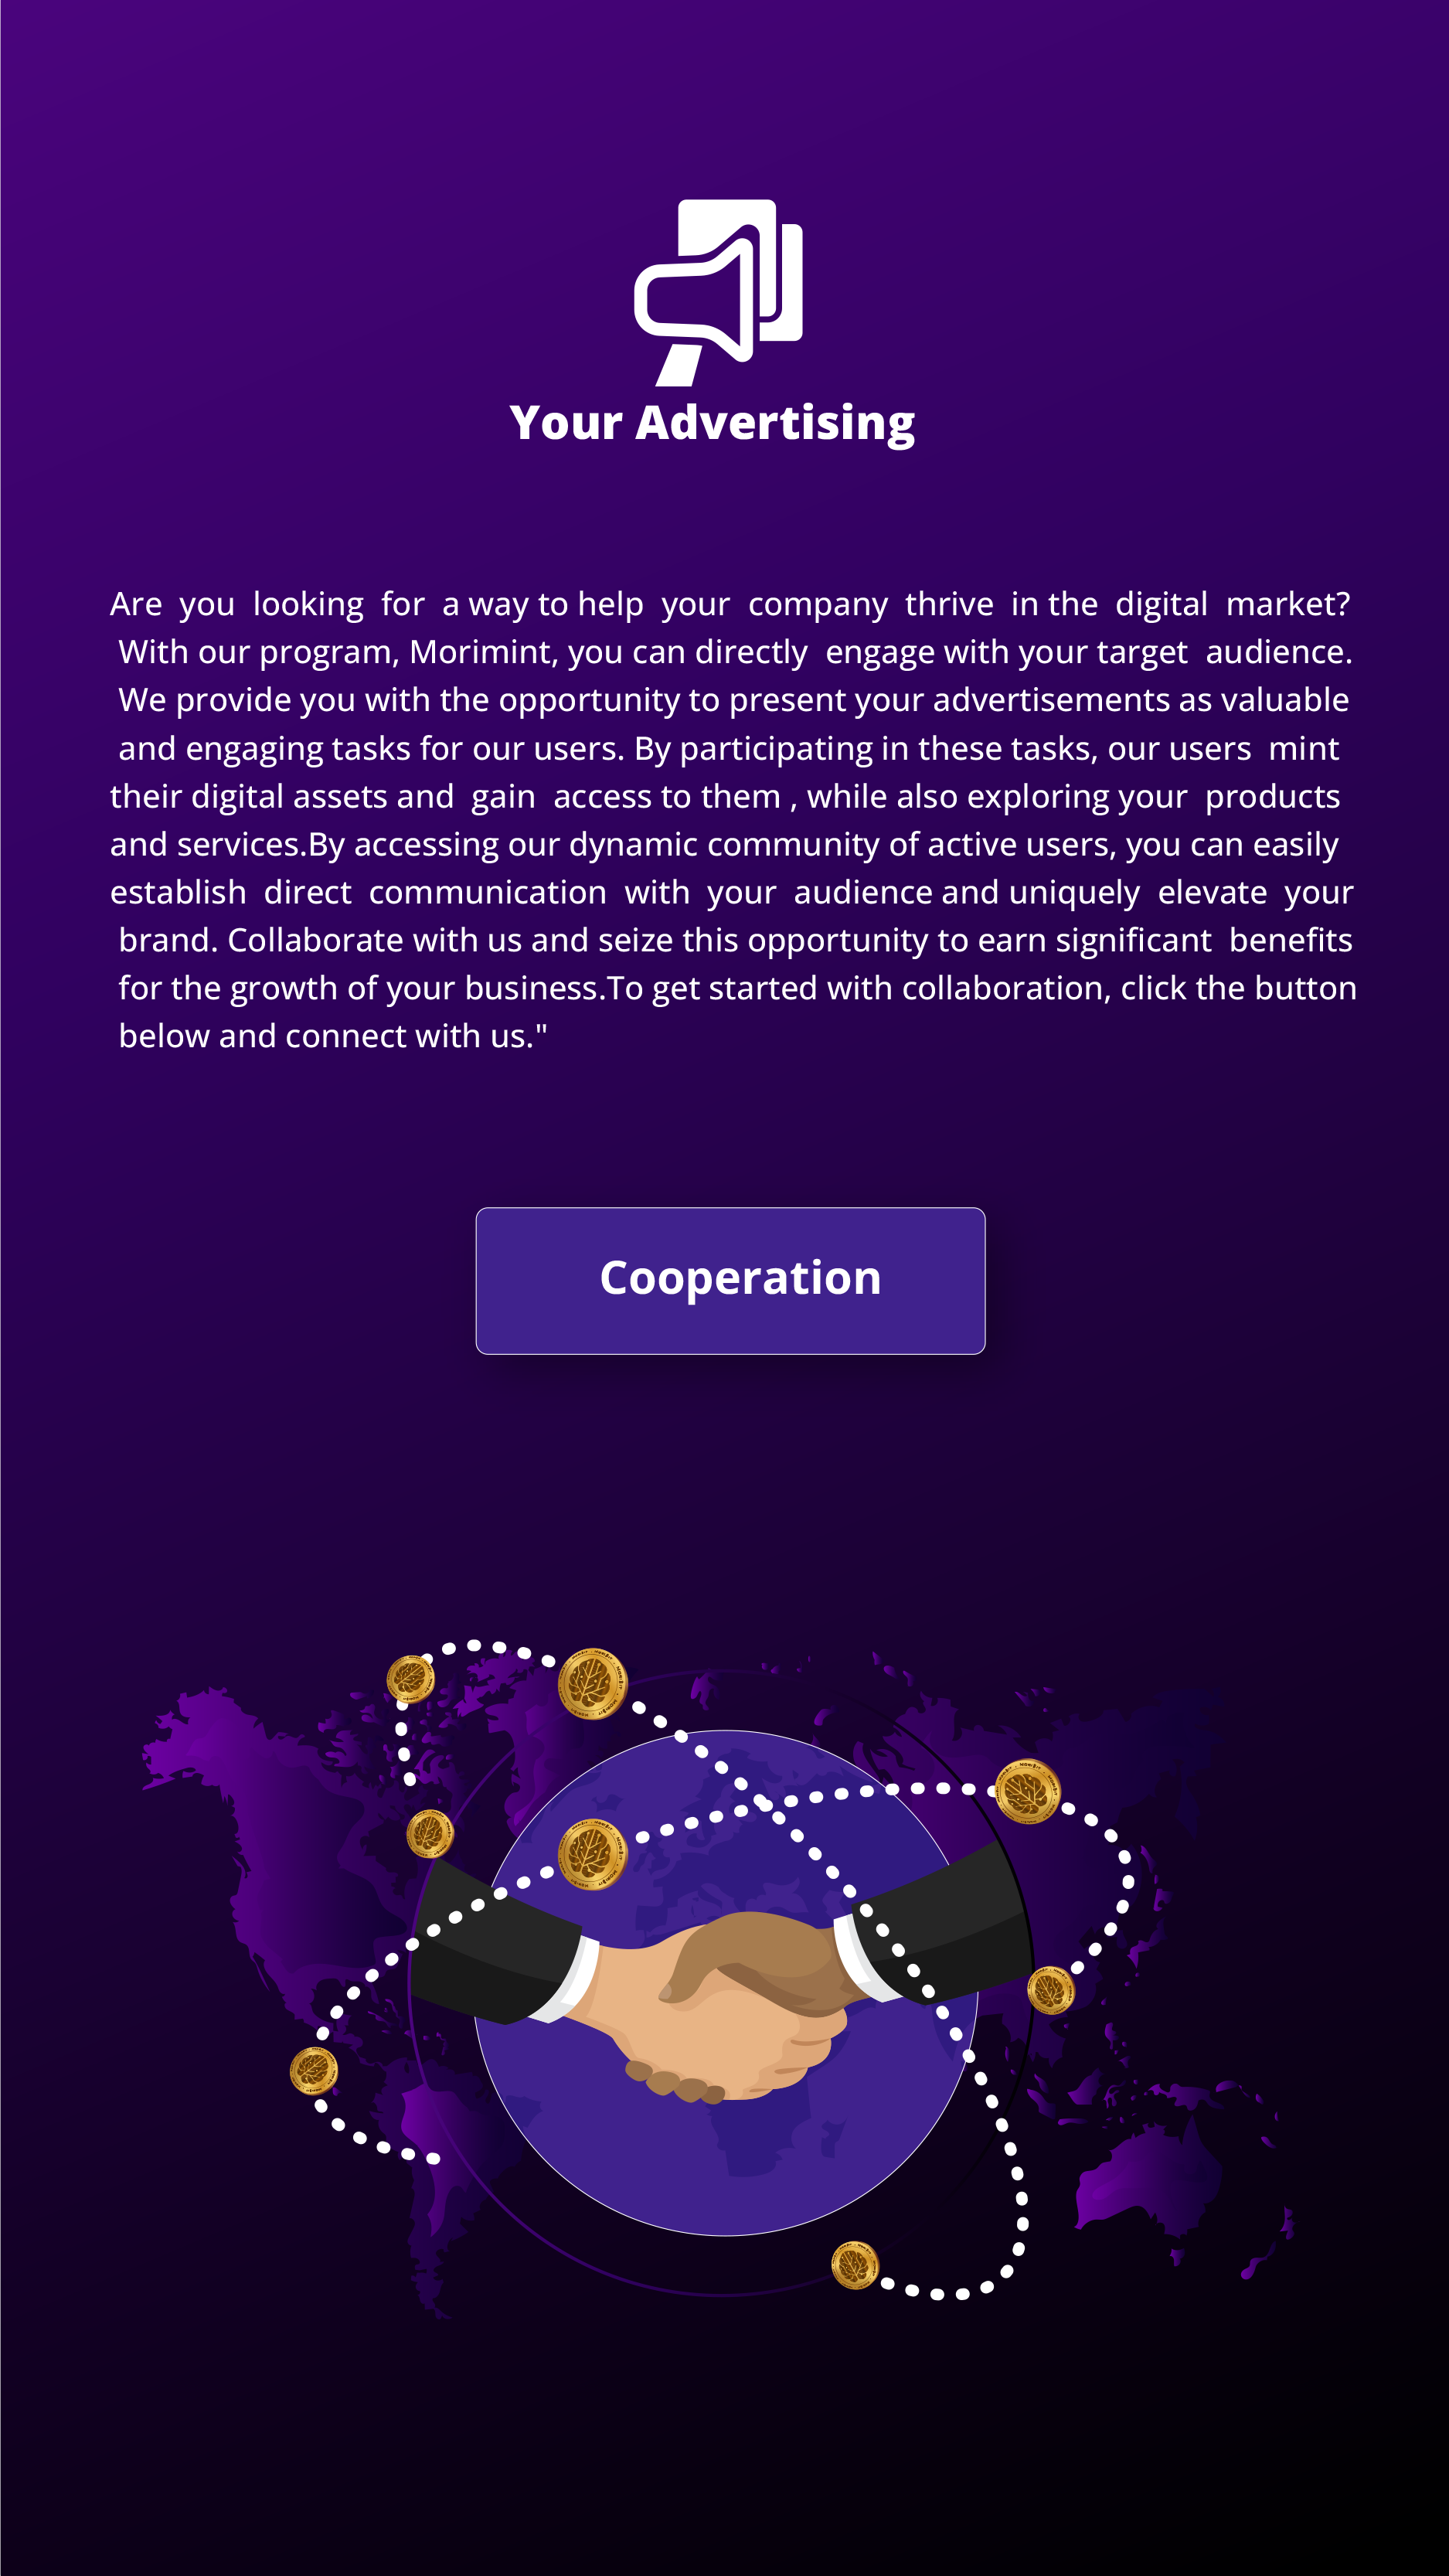 Your Advertising
Are you looking for a way to help your company thrive in the digital market?
With our program, Morimint, you can directly engage with your target audience.
We provide you with the opportunity to present your advertisements as valuable
and engaging tasks for our users. By participating in these tasks, our users mint
their digital assets and gain access to them , while also exploring your products
and services.By accessing our dynamic community of active users, you can easily
establish direct communication with your audience and uniquely elevate your
brand. Collaborate with us and seize this opportunity to earn significant benefits
for the growth of your business.To get started with collaboration, click the button
below and connect with us."
Cooperation